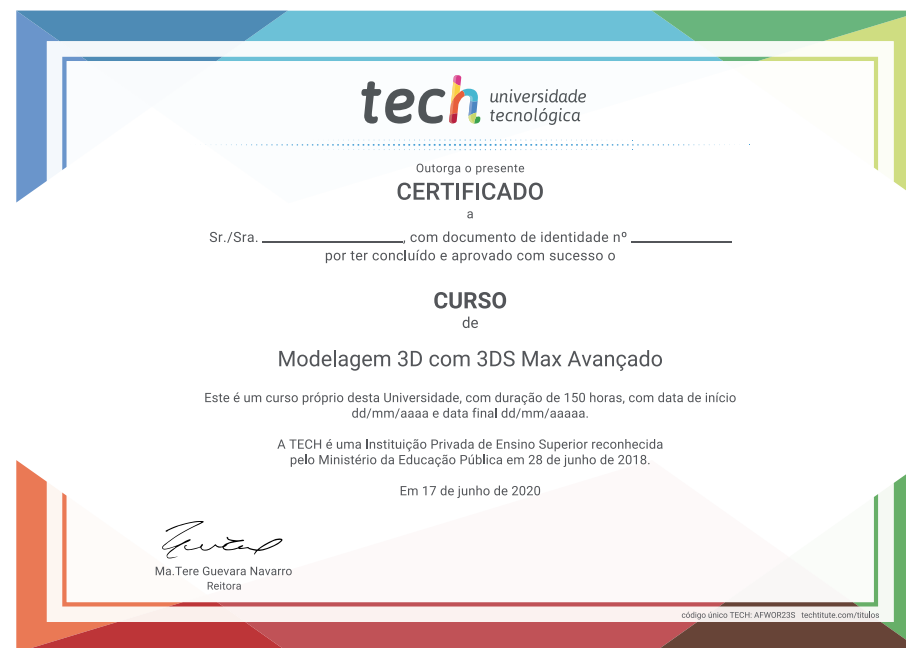 tech universidade
tecnológica
Outorga o presente
CERTIFICADO
a
Sr./Sra. ________________, com documento de identidade nº ____________
por ter concluído e aprovado com sucesso o
CURSO
de
Modelagem 3D com 3DS Max Avançado
Este é um curso próprio desta Universidade, com duração de 150 horas, com data de início
dd/mm/aaaa e data final dd/mm/aaaaa.
A TECH é uma Instituição Privada de Ensino Superior reconhecida
pelo Ministério da Educação Pública em 28 de junho de 2018.
Em 17 de junho de 2020
Ma.Tere Guevara Navarro
Reitora
código único TECH: AFWOR23S techtitute.com/titulos